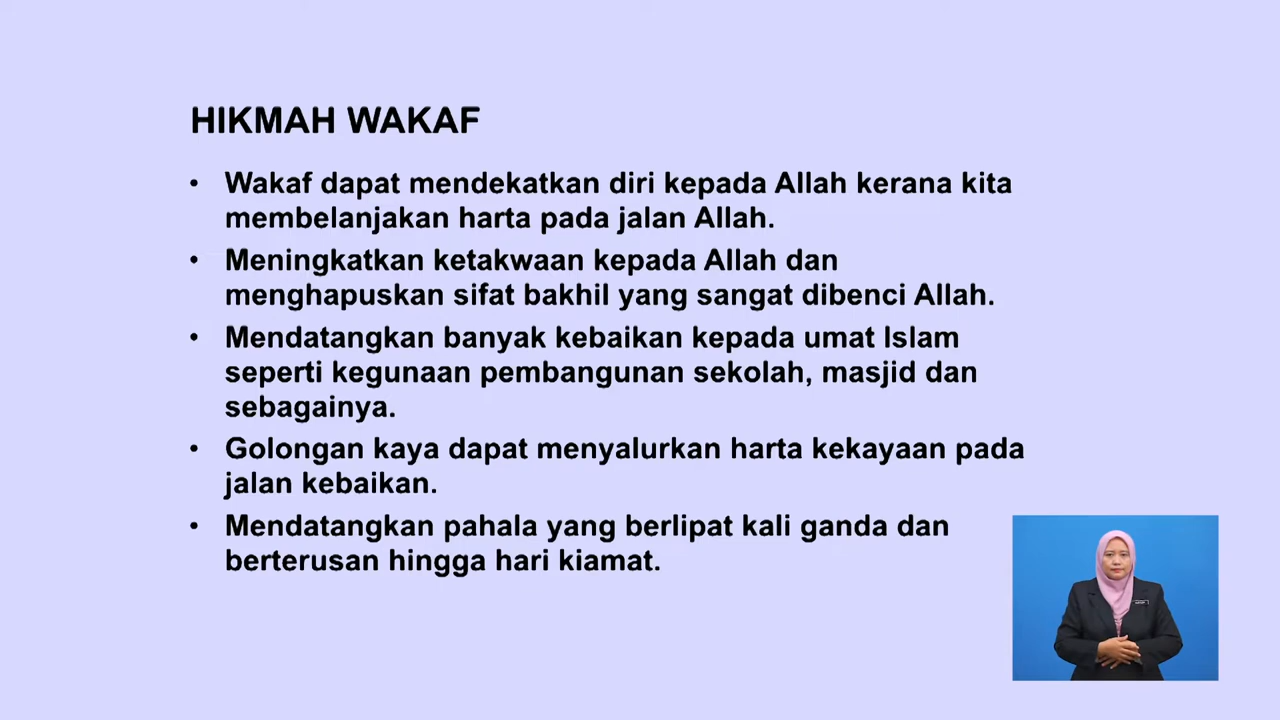 HIKMAH WAKAF
• Wakaf dapat mendekatkan diri kepada Allah kerana kita
membelanjakan harta pada jalan Allah.
• Meningkatkan ketakwaan kepada Allah dan
menghapuskan sifat bakhil yang sangat dibenci Allah.
• Mendatangkan banyak kebaikan kepada umat Islam
seperti kegunaan pembangunan sekolah, masjid dan
sebagainya.
• Golongan kaya dapat menyalurkan harta kekayaan pada
jalan kebaikan.
• Mendatangkan pahala yang berlipat kali ganda dan
berterusan hingga hari kiamat.